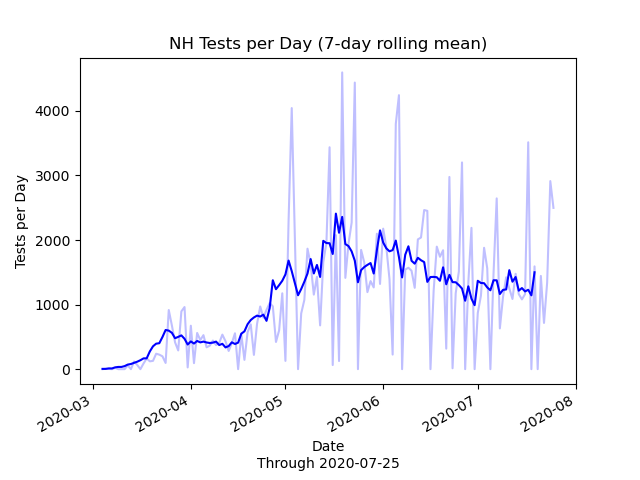 NH Tests per Day (7-day rolling mean)
Tests per Day
4000
3000
2000
1000
0
2020-03
2020-04
2020-05
2020-06
2020-07
2020-08
Date
Through 2020-07-25